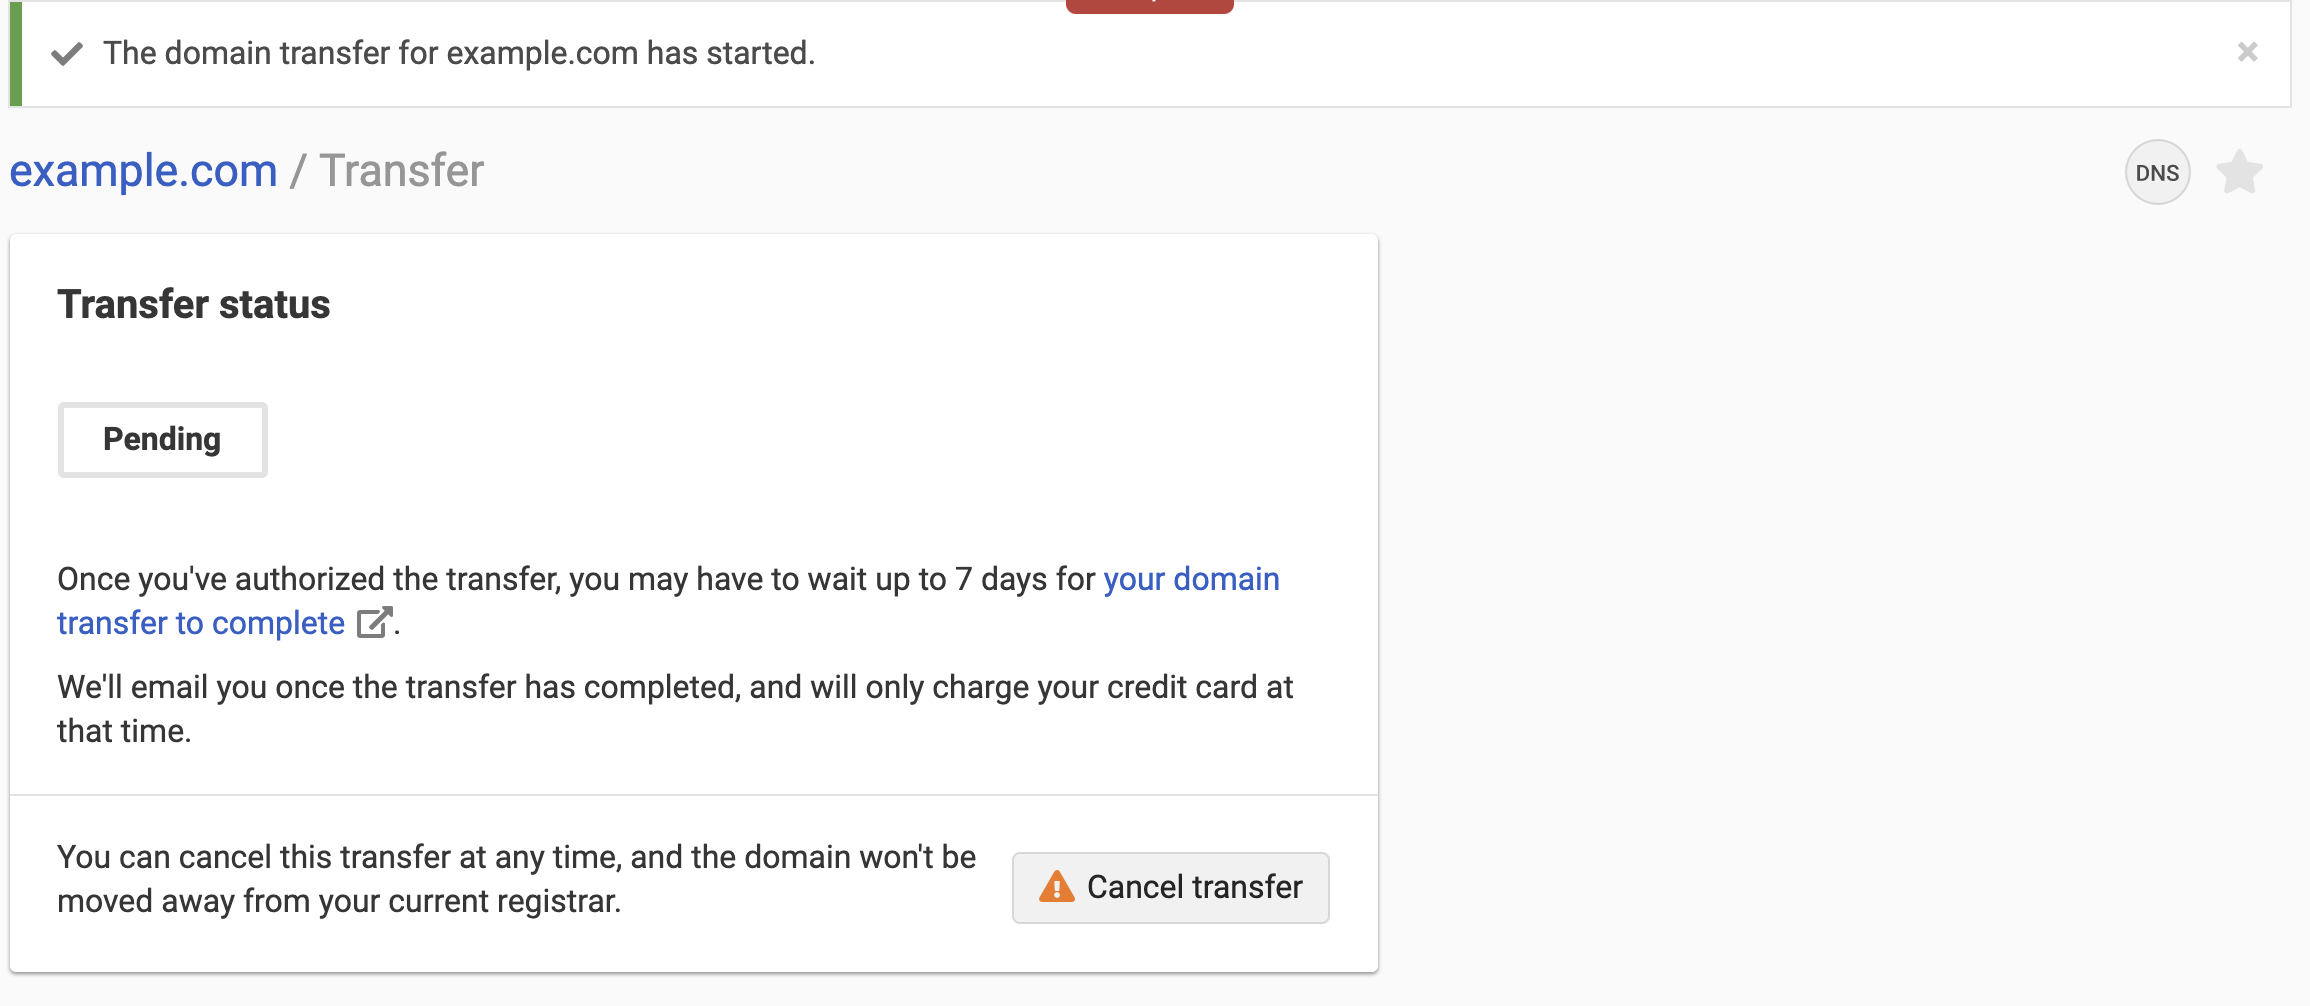 The domain transfer for example.com has started.
example.com / Transfer
DNS
Transfer status
Pending
Once you've authorized the transfer, you may have to wait up to 7 days for your domain
transfer to complete.
We'll email you once the transfer has completed, and will only charge your credit card at
that time.
You can cancel this transfer at any time, and the domain won't be
moved away from your current registrar.
Cancel transfer